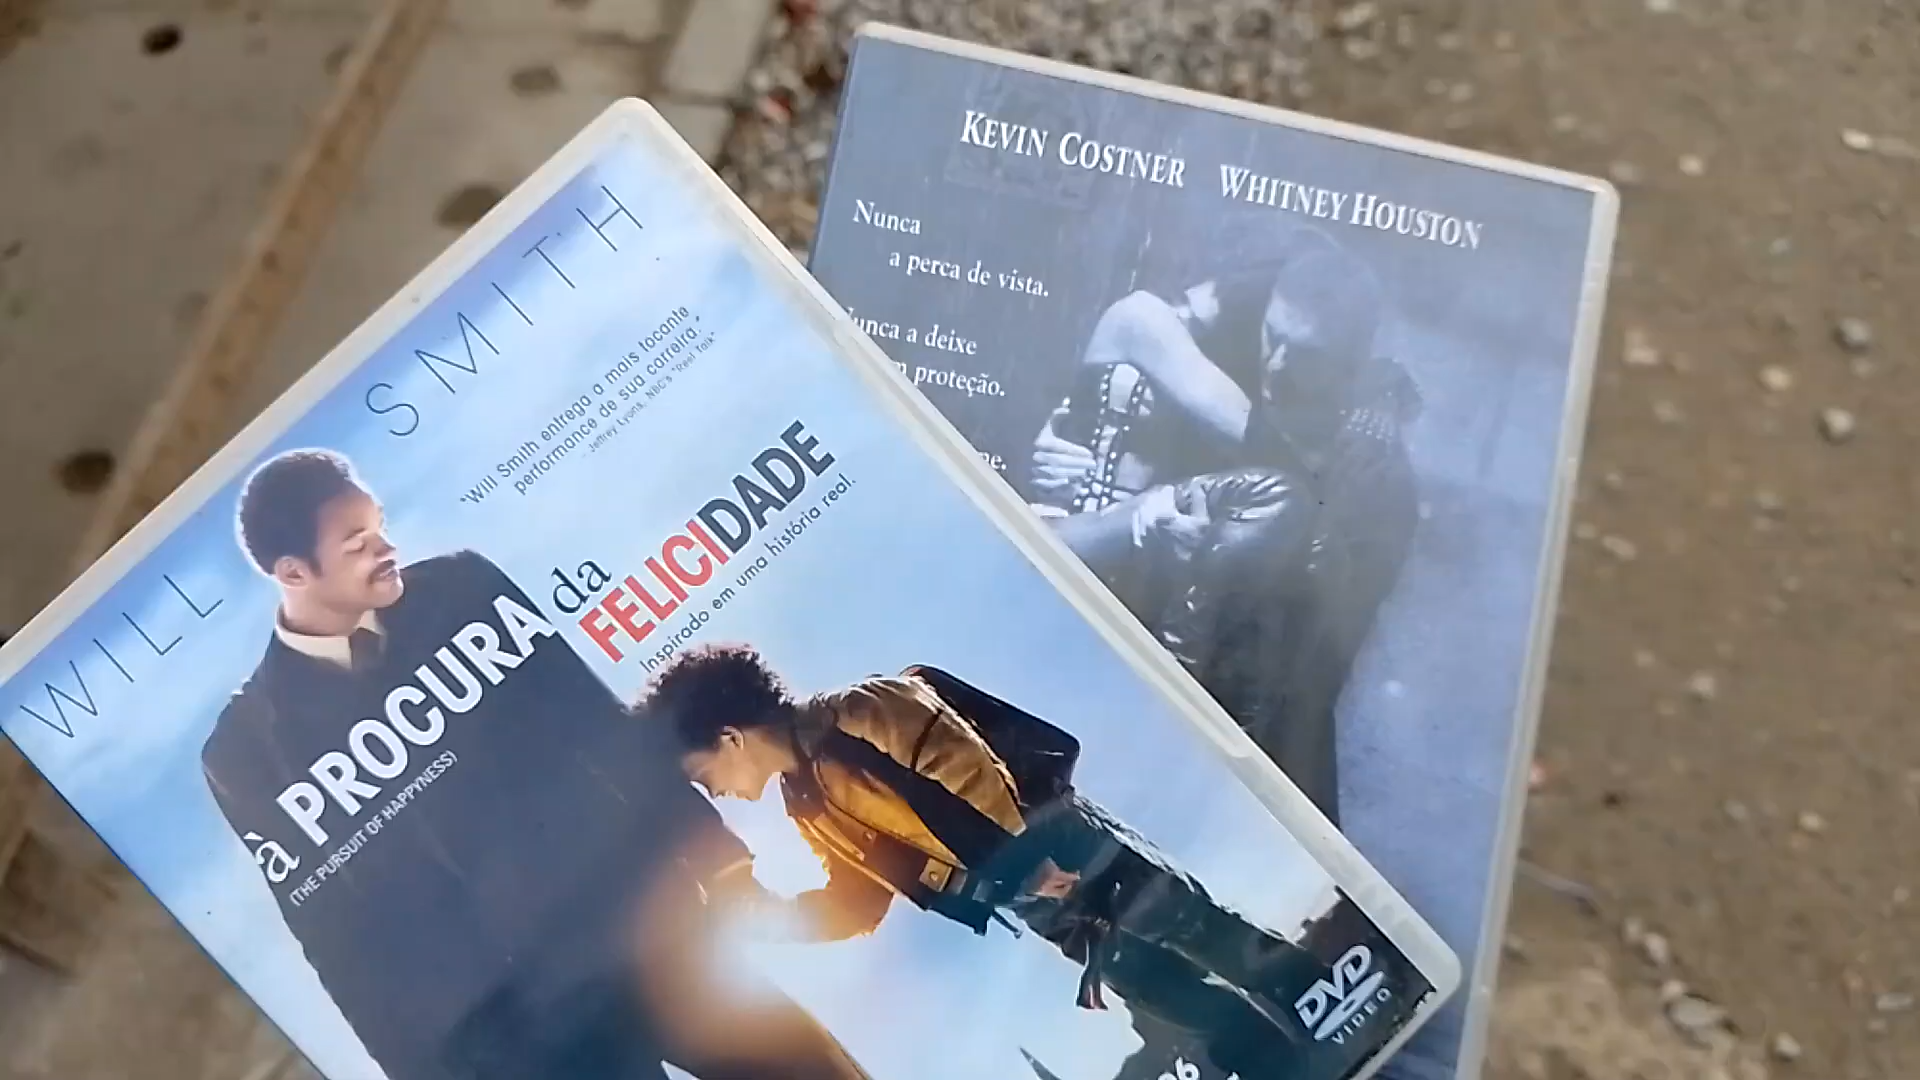 WILL SMITH
"Will Smith entrega a mais tocante
performance de sua carreira."
- Jeffrey Lyons, NBC's "Reel Talk"
à PROCURA da
FELICIDADE
(THE PURSUIT OF HAPPYNESS)
Inspirado em uma história real.
DVD
VIDEO
KEVIN COSTNER WHITNEY HOUSTON
Nunca
a perca de vista.
Nunca a deixe
proteção.